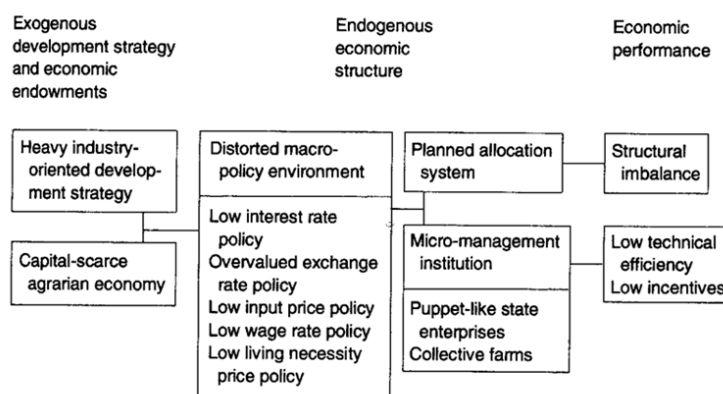 Exogenous
development strategy
and economic
endowments
Endogenous
economic
structure
Economic
performance
Heavy industry-
oriented develop-
ment strategy
Capital-scarce
agrarian economy
Distorted macro-
policy environment
Low interest rate
policy
Overvalued exchange
rate policy
Low input price policy
Low wage rate policy
Low living necessity
price policy
Planned allocation
system
Micro-management
institution
Puppet-like state
enterprises
Collective farms
Structural
imbalance
Low technical
efficiency
Low incentives